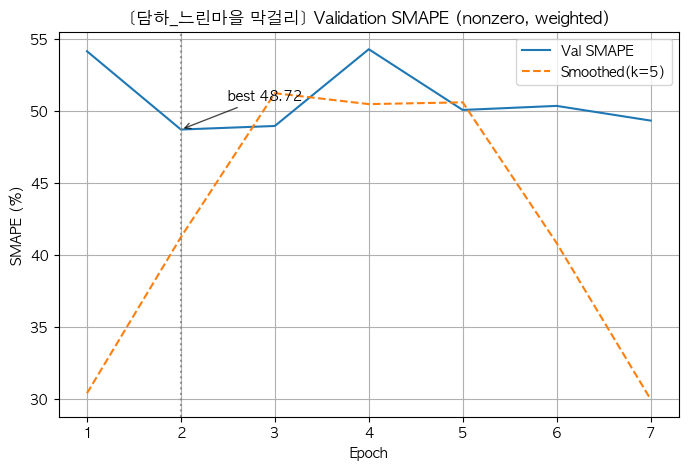 [담하_느린마을 막걸리] Validation SMAPE (nonzero, weighted)
Val SMAPE
Smoothed(k=5)
best 48.72
SMAPE (%)
55
50
45
40
35
30
1 2 3 4 5 6 7
Epoch